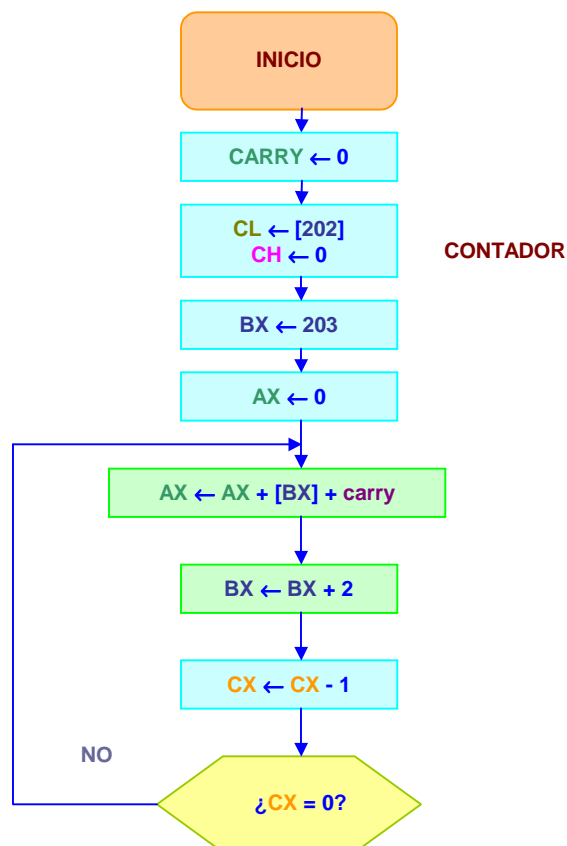 INICIO
CARRY ← 0
CL ← [202]
CH ← 0
CONTADOR
BX ← 203
AX ← 0
AX ← AX + [BX] + carry
BX ← BX + 2
CX ← CX - 1
NO
¿CX = 0?